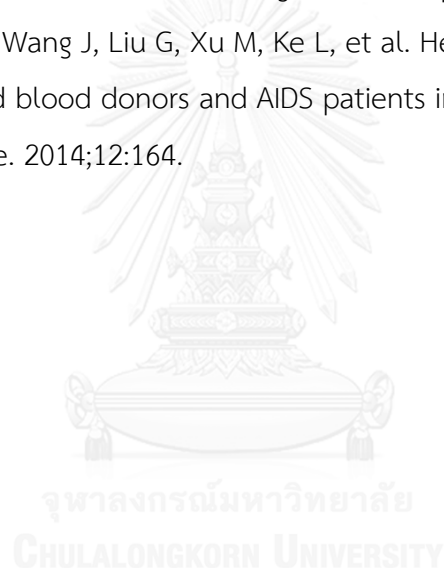 Wang J, Liu G, Xu M, Ke L, et al. He
d blood donors and AIDS patients i
e. 2014;12:164.
จุฬาลงกรณ์มหาวิทยาลัย
CHULALONGKORN UNIVERSITY